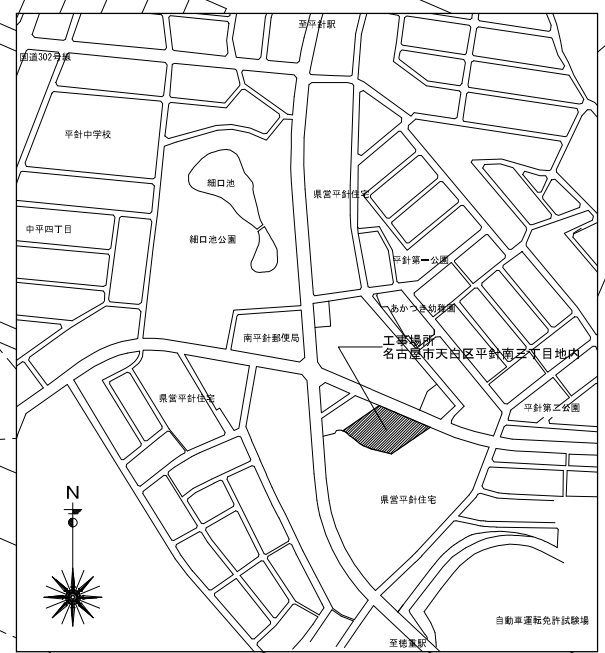 至平針駅
国道302号線
平針中学校
細口池
県営平針住宅
中平四丁目
細口池公園
平針第一公園
あかつき幼稚園
南平針郵便局
工事場所
名古屋市天白区平針南三丁目地内
県営平針住宅
平針第二公園
N
県営平針住宅
自動車運転免許試験場
至徳重駅